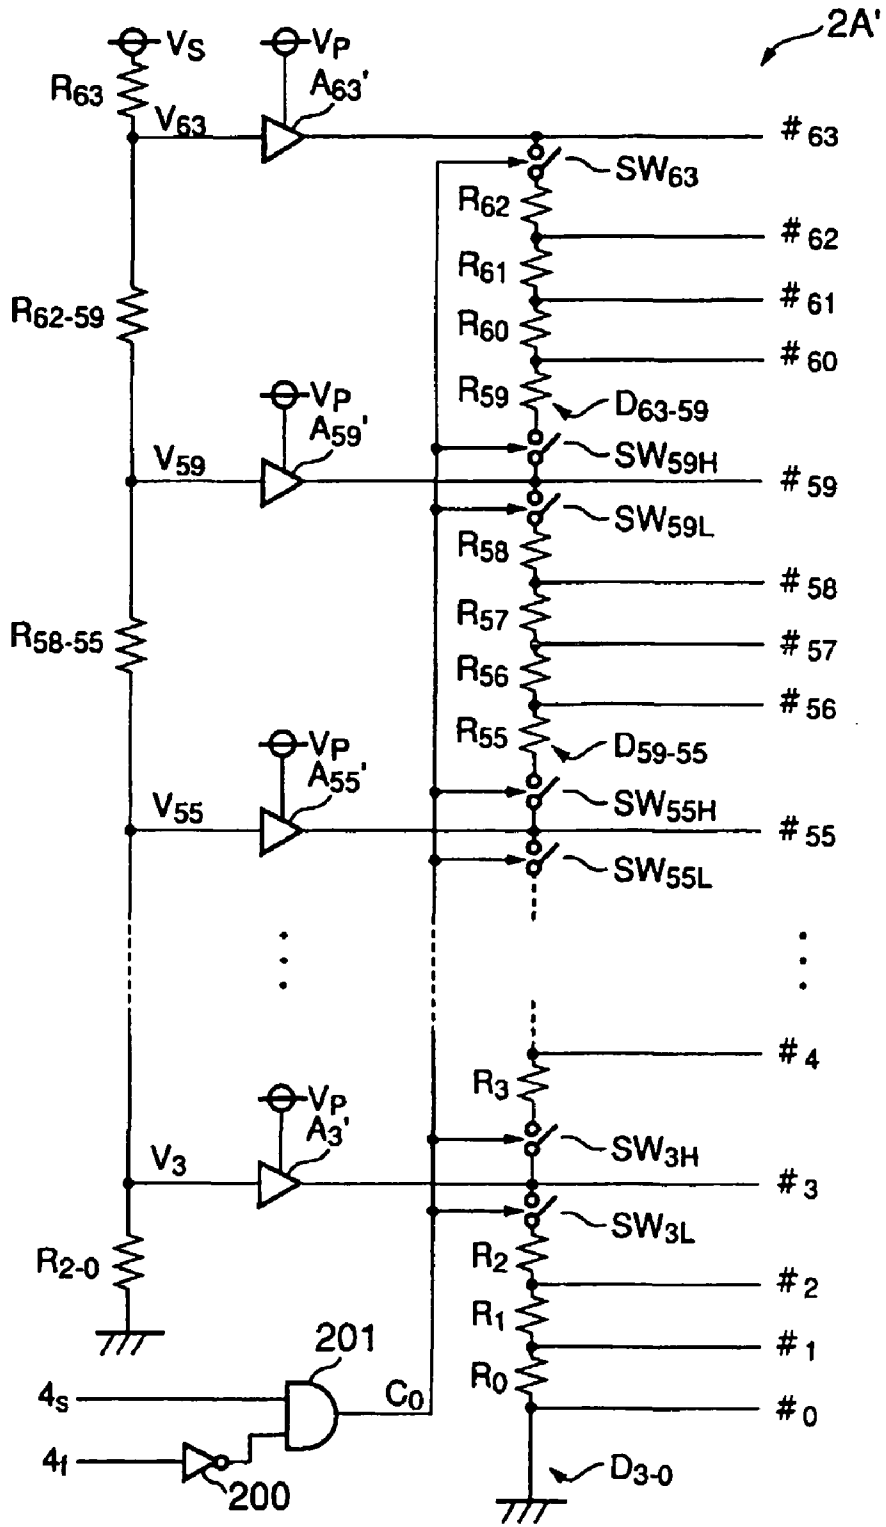 2A'
VS VP
R63 A63'
V63 #63
SW63
R62
#62
R61
#61
R62-59 R60
#60
VP R59 D63-59
A59'
V59 SW59H
#59
SW59L
R58
#58
R58-55 R57
#57
R56
#56
VP R55 D59-55
A55'
V55 SW55H
#55
SW55L
#4
R3
VP
A3'
V3 SW3H
#3
SW3L
R2-0 R2
#2
R1
201 #1
4s C0 R0
#0
4f
200 D3-0